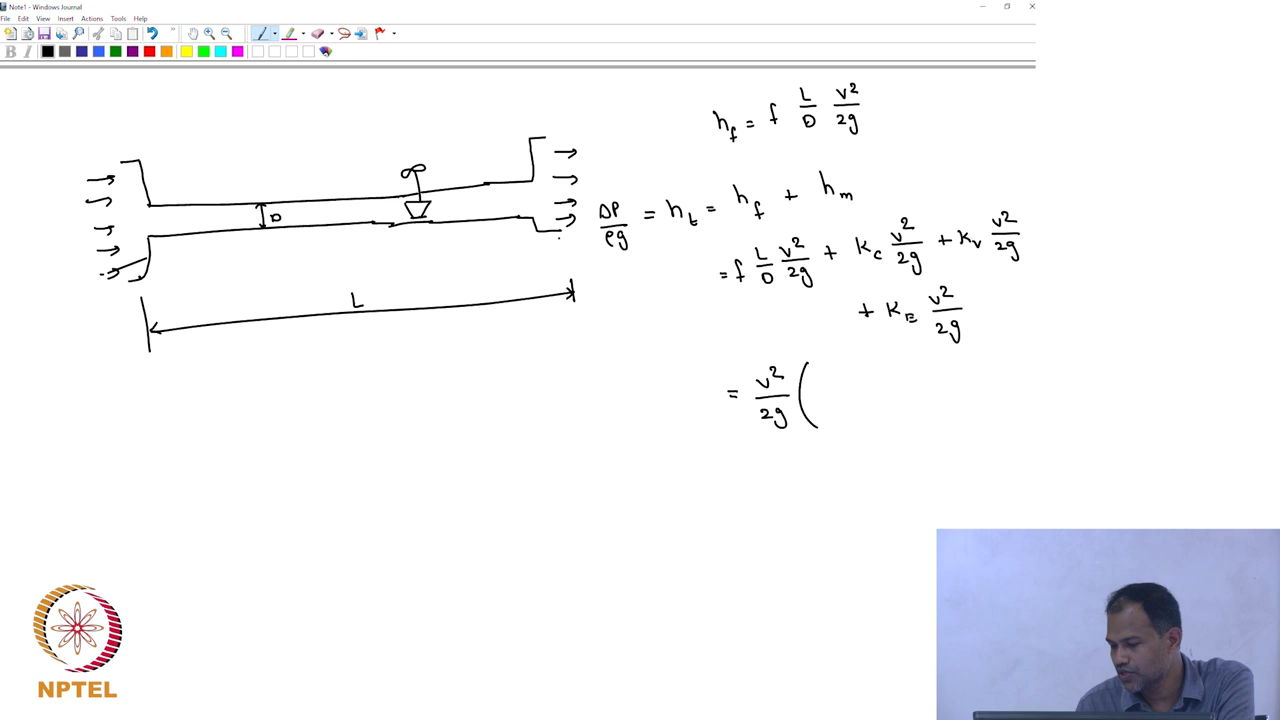 Note1 - Windows Journal
File Edit View Insert Actions Tools Help
B I
h_f = f L/D v²/2g
D
ΔP/ρg = h_t = h_f + h_m
= f L/D v²/2g + K_c v²/2g + K_v v²/2g
+ K_E v²/2g
L
= v²/2g (
NPTEL